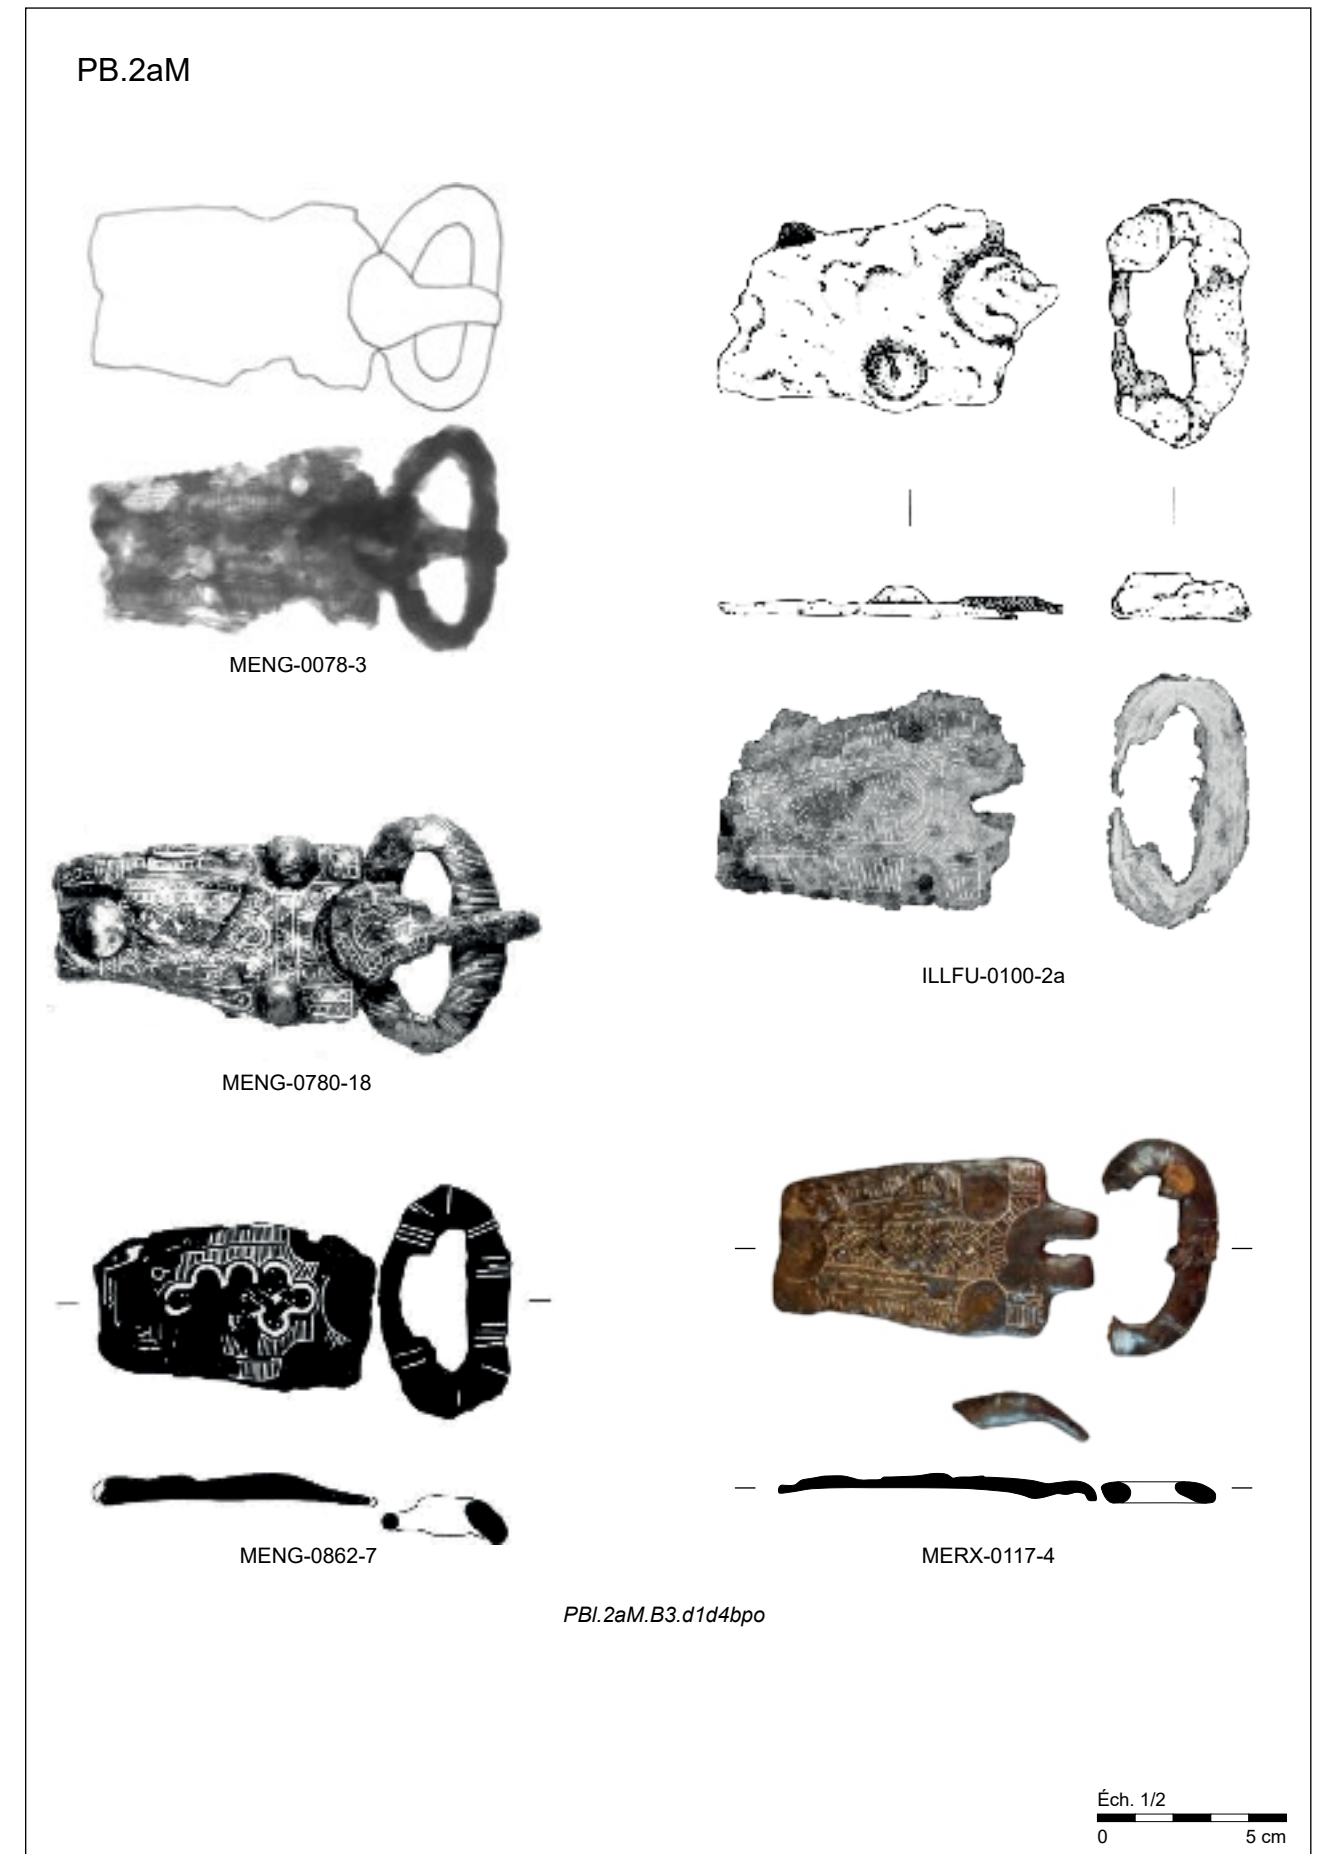 PB.2aM
MENG-0078-3
ILLFU-0100-2a
MENG-0780-18
MENG-0862-7
MERX-0117-4
PBI.2aM.B3.d1d4bpo
Éch. 1/2
0 5 cm